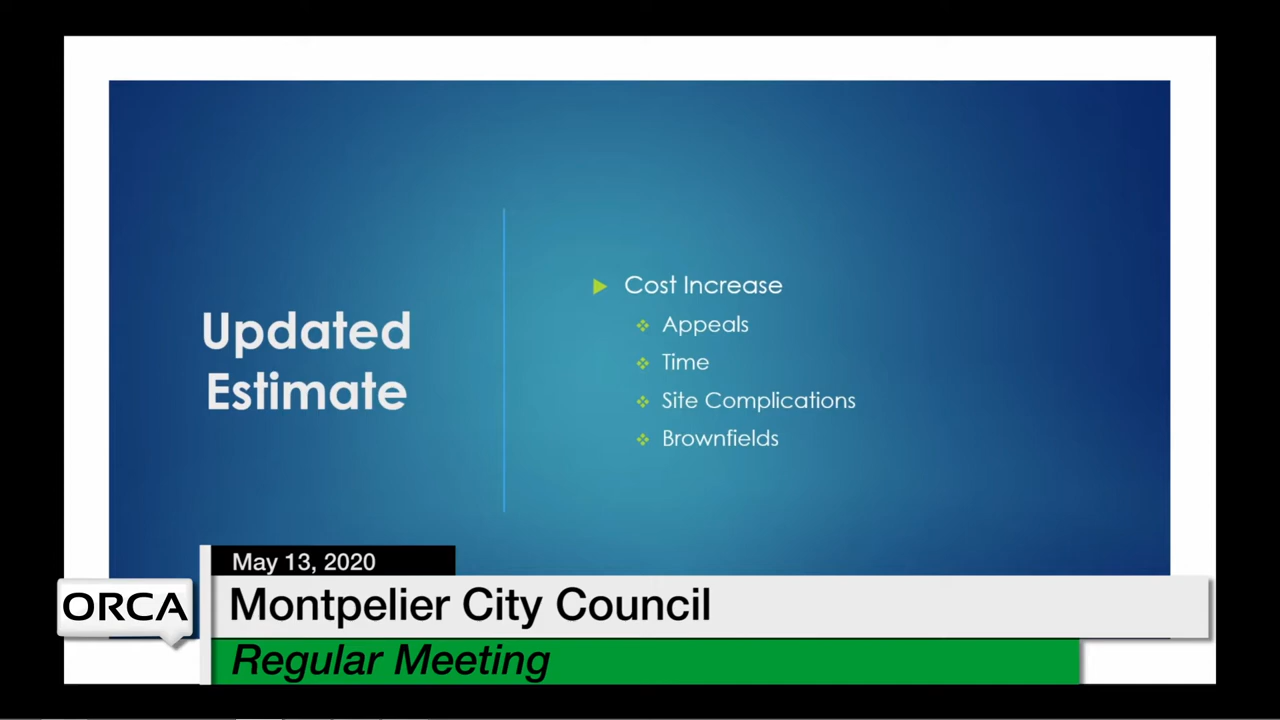 Updated
Estimate
Cost Increase
Appeals
Time
Site Complications
Brownfields
May 13, 2020
ORCA
Montpelier City Council
Regular Meeting